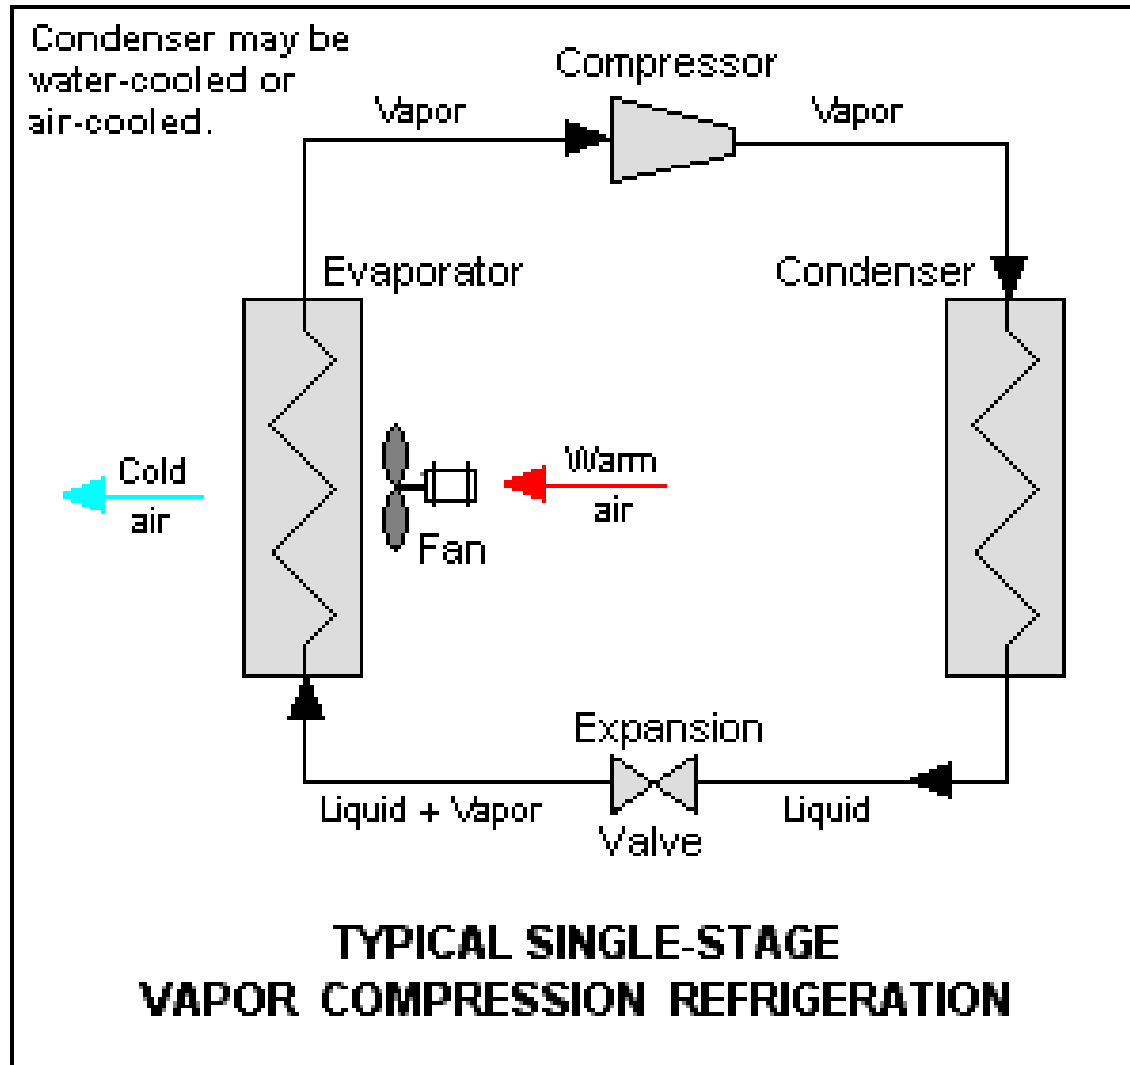 Condenser may be
water-cooled or
air-cooled.
Compressor
Vapor
Vapor
Evaporator
Condenser
Cold
air
Warm
air
Fan
Expansion
Valve
Liquid + Vapor
Liquid
TYPICAL SINGLE-STAGE
VAPOR COMPRESSION REFRIGERATION